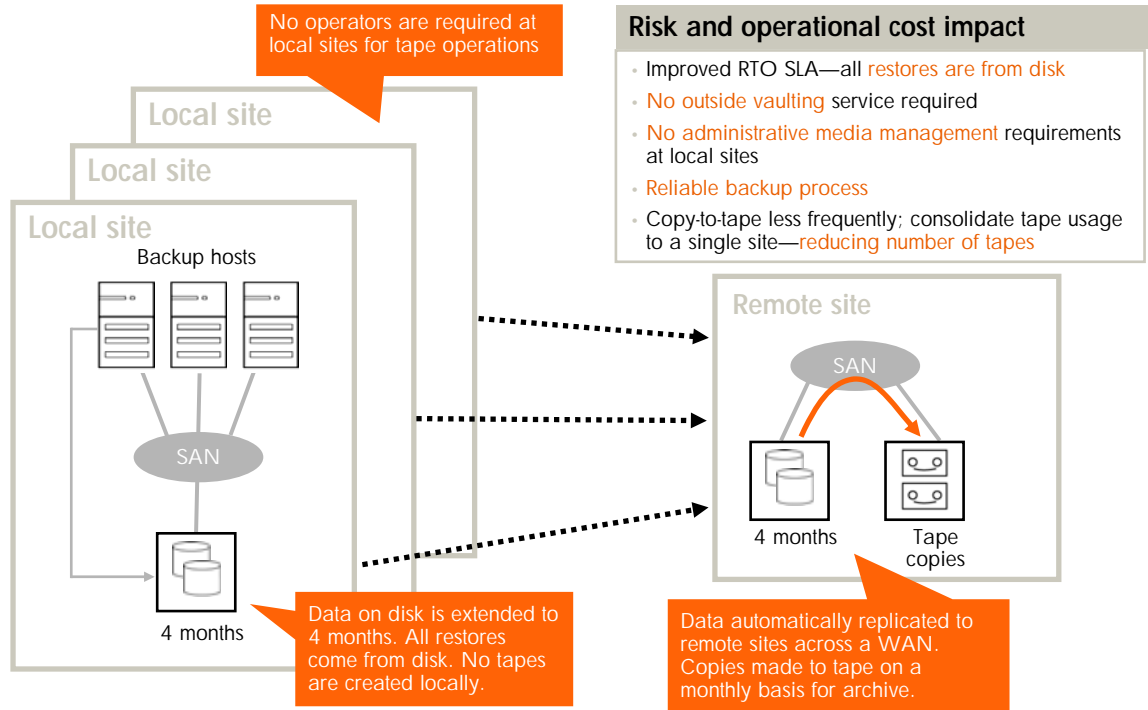 No operators are required at
local sites for tape operations
Local site
Local site
Local site
Backup hosts
SAN
4 months
Data on disk is extended to
4 months. All restores
come from disk. No tapes
are created locally.
Risk and operational cost impact
• Improved RTO SLA—all restores are from disk
• No outside vaulting service required
• No administrative media management requirements
at local sites
• Reliable backup process
• Copy-to-tape less frequently; consolidate tape usage
to a single site—reducing number of tapes
Remote site
SAN
4 months
Tape
copies
Data automatically replicated to
remote sites across a WAN.
Copies made to tape on a
monthly basis for archive.